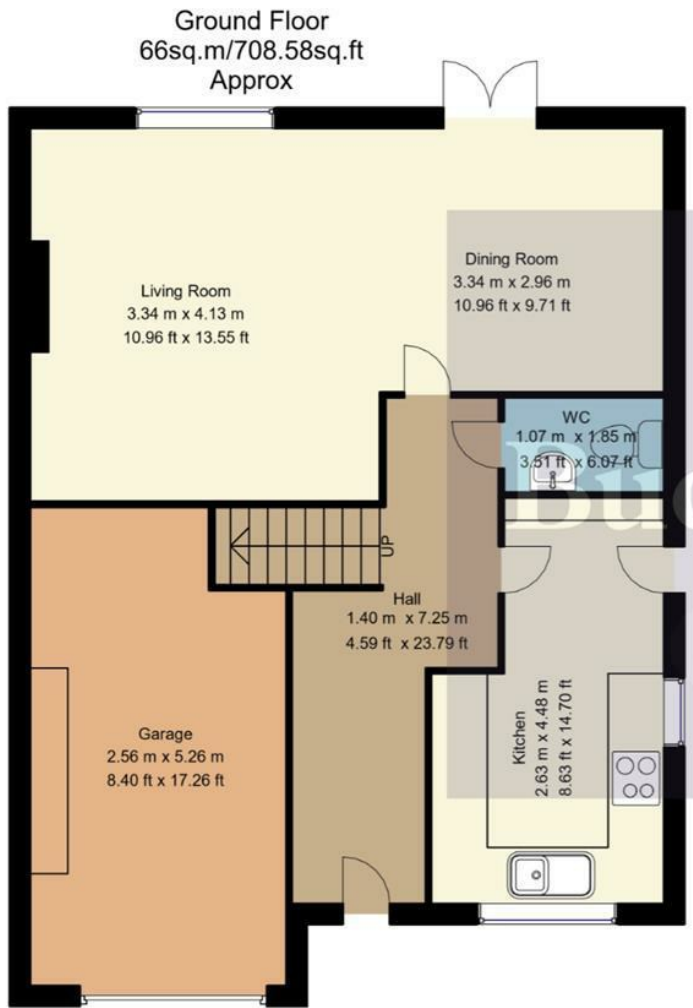 Ground Floor
66sq.m/708.58sq.ft
Approx
Living Room
3.34 m x 4.13 m
10.96 ft x 13.55 ft
Dining Room
3.34 m x 2.96 m
10.96 ft x 9.71 ft
WC
1.07 m x 1.85 m
3.51 ft x 6.07 ft
UP
Hall
1.40 m x 7.25 m
4.59 ft x 23.79 ft
Kitchen
2.63 m x 4.48 m
8.63 ft x 14.70 ft
Garage
2.56 m x 5.26 m
8.40 ft x 17.26 ft